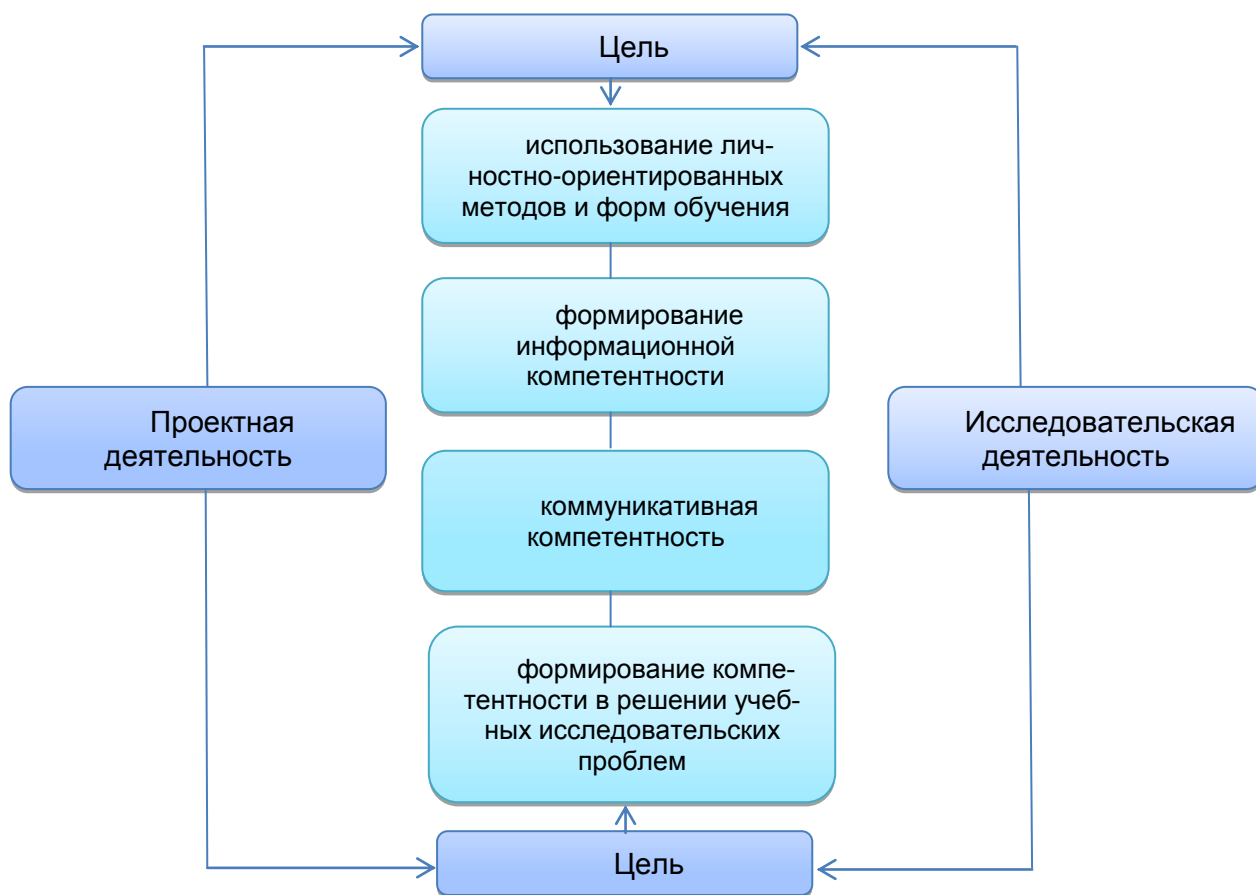 Цель
использование лич-
ностно-ориентированных
методов и форм обучения
формирование
информационной
компетентности
Проектная
деятельность
Исследовательская
деятельность
коммуникативная
компетентность
формирование компе-
тентности в решении учеб-
ных исследовательских
проблем
Цель